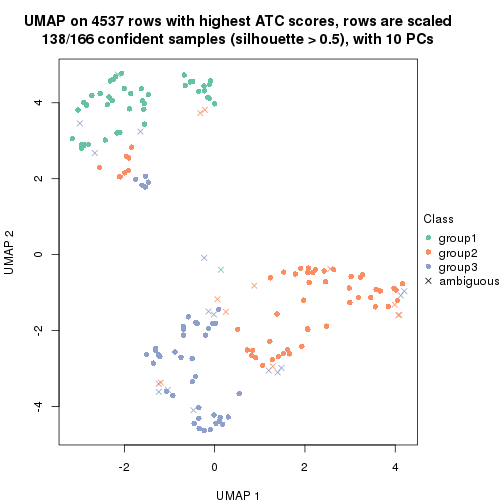 UMAP on 4537 rows with highest ATC scores, rows are scaled
138/166 confident samples (silhouette > 0.5), with 10 PCs
4
2
0
-2
-4
UMAP 2
-2
0
2
4
UMAP 1
Class
group1
group2
group3
ambiguous